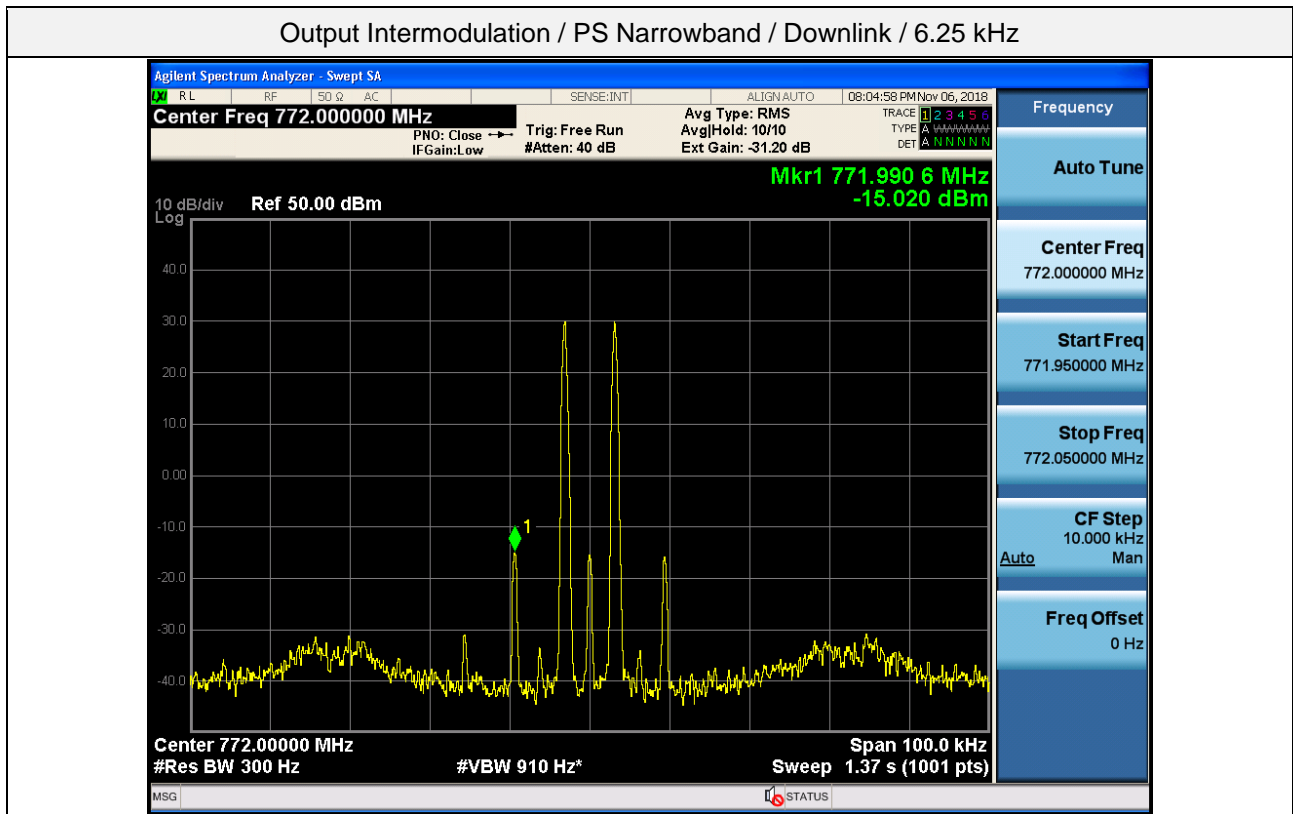 Output Intermodulation / PS Narrowband / Downlink / 6.25 kHz
Agilent Spectrum Analyzer - Swept SA
LXI RL RF 50 Ω AC SENSE:INT ALIGN AUTO 08:04:58 PM Nov 06, 2018
Center Freq 772.000000 MHz
PNO: Close
IFGain:Low
Trig: Free Run
#Atten: 40 dB
Avg Type: RMS
Avg|Hold: 10/10
Ext Gain: -31.20 dB
TRACE 1 2 3 4 5 6
TYPE A WWWWW
DET A N N N N N
Mkr1 771.990 6 MHz
-15.020 dBm
10 dB/div Ref 50.00 dBm
Log
40.0
30.0
20.0
10.0
0.00
-10.0
-20.0
-30.0
-40.0
1
Center 772.00000 MHz
Span 100.0 kHz
#Res BW 300 Hz
#VBW 910 Hz*
Sweep 1.37 s (1001 pts)
MSG
STATUS
Frequency
Auto Tune
Center Freq
772.000000 MHz
Start Freq
771.950000 MHz
Stop Freq
772.050000 MHz
CF Step
10.000 kHz
Auto Man
Freq Offset
0 Hz